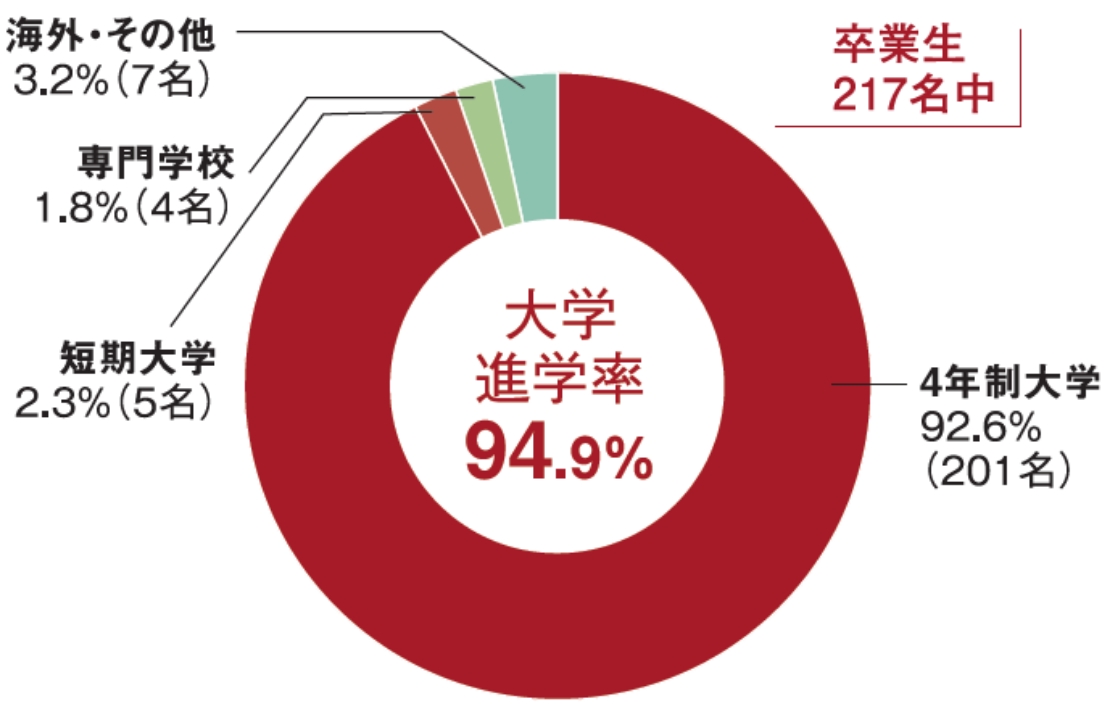 海外・その他
3.2%（7名）
専門学校
1.8%（4名）
短期大学
2.3%（5名）
卒業生
217名中
大学
進学率
94.9%
4年制大学
92.6%
（201名）